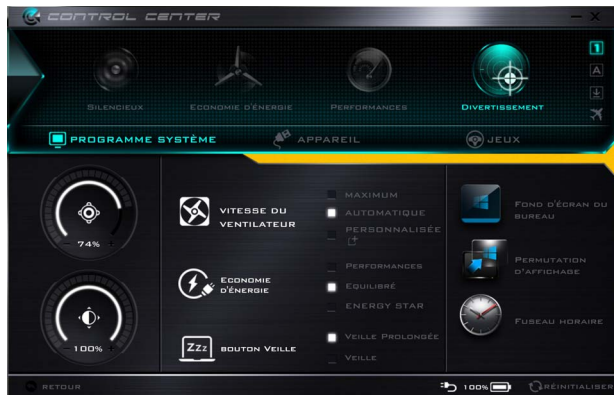 CONTROL CENTER
SILENCIEUX
ECONOMIE D'ÉNERGIE
PERFORMANCES
DIVERTISSEMENT
1
A
PROGRAMME SYSTÈME
APPAREIL
JEUX
74%
100%
VITESSE DU
VENTILATEUR
MAXIMUM
AUTOMATIQUE
PERSONNALISÉE
ECONOMIE
D'ÉNERGIE
PERFORMANCES
EQUILIBRÉ
ENERGY STAR
ZZZ
BOUTON VEILLE
VEILLE PROLONGÉE
VEILLE
FOND D'ÉCRAN DU
BUREAU
PERMUTATION
D'AFFICHAGE
FUSEAU HORAIRE
RETOUR
100%
RÉINITIALISER